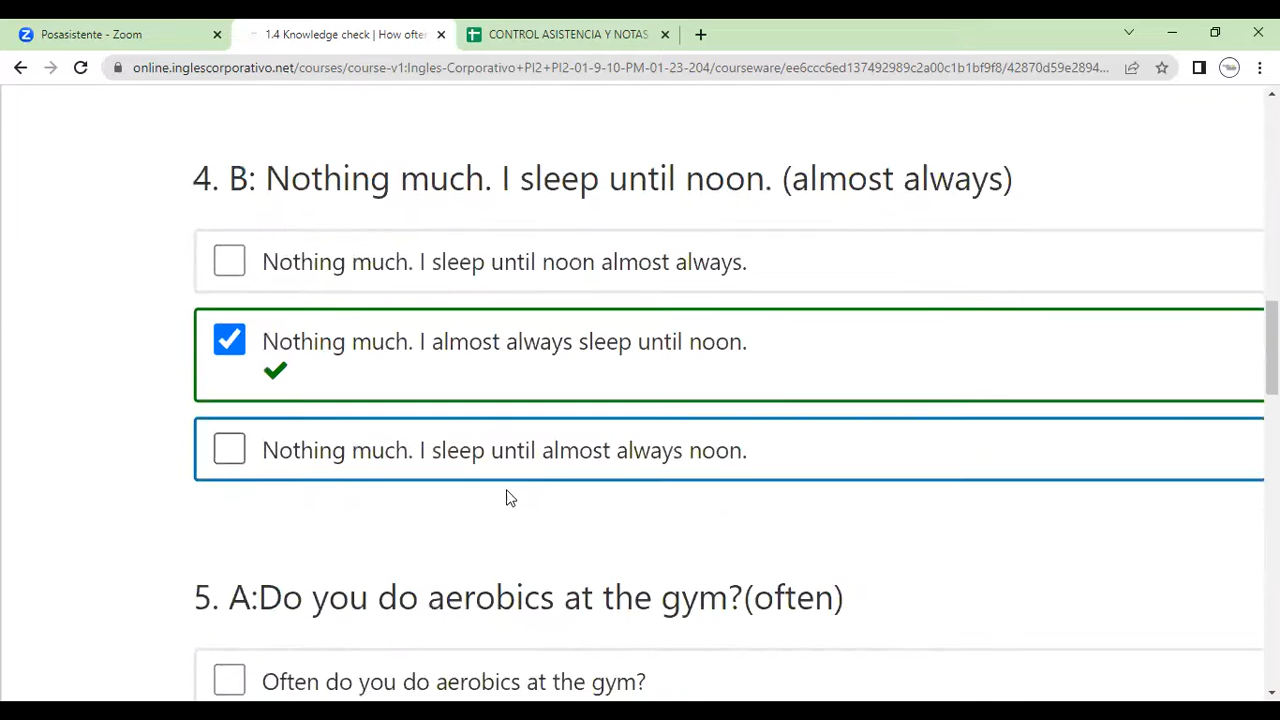 Posasistente - Zoom
1.4 Knowledge check | How ofte
CONTROL ASISTENCIA Y NOTAS
online.inglescorporativo.net/courses/course-v1:Ingles-Corporativo+PI2+PI2-01-9-10-PM-01-23-204/courseware/ee6ccc6ed137492989c2a00c1b1bf9f8/42870d59e2894...
4. B: Nothing much. I sleep until noon. (almost always)
Nothing much. I sleep until noon almost always.
Nothing much. I almost always sleep until noon.
Nothing much. I sleep until almost always noon.
5. A:Do you do aerobics at the gym?(often)
Often do you do aerobics at the gym?